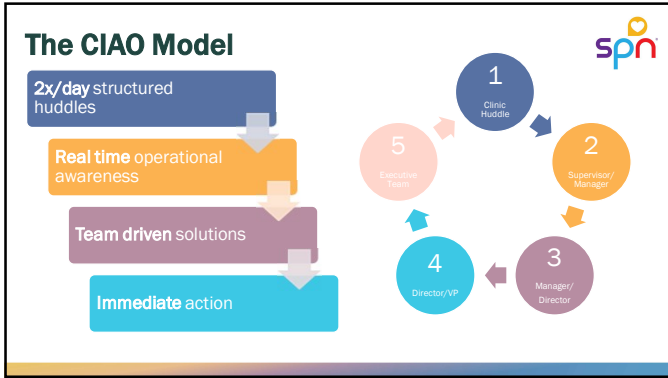 The CIAO Model
spn
2x/day structured
huddles
Real time operational
awareness
Team driven solutions
Immediate action
1
Clinic
Huddle
2
Supervisor/
Manager
3
Manager/
Director
4
Director/VP
5
Executive
Team